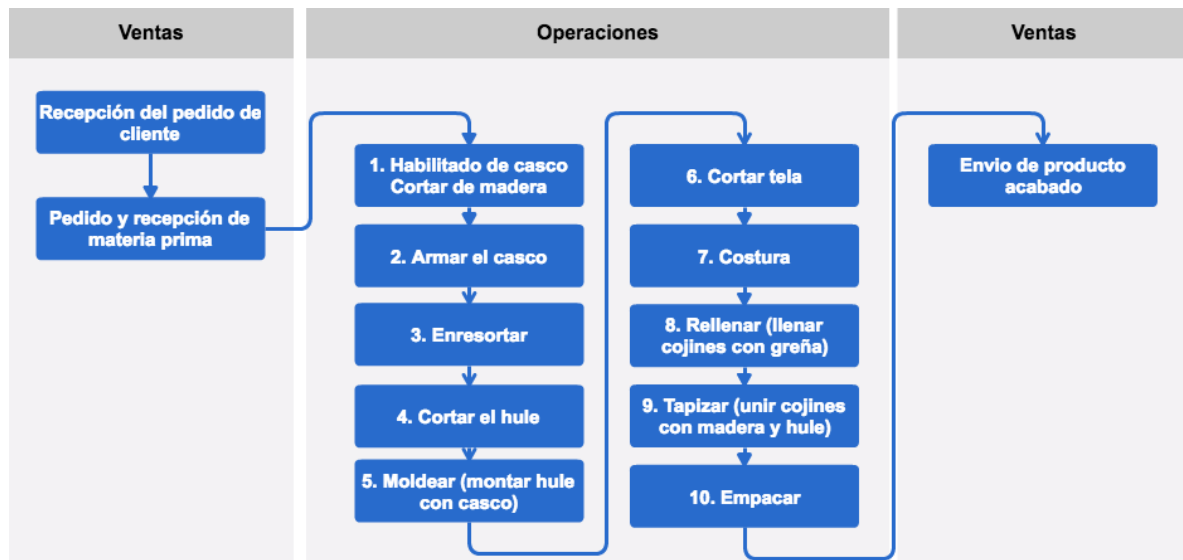 Ventas
Recepción del pedido de
cliente
Pedido y recepción de
materia prima
Operaciones
1. Habilitado de casco
Cortar de madera
2. Armar el casco
3. Enresortar
4. Cortar el hule
5. Moldear (montar hule
con casco)
6. Cortar tela
7. Costura
8. Rellenar (llenar
cojines con greña)
9. Tapizar (unir cojines
con madera y hule)
10. Empacar
Ventas
Envio de producto
acabado